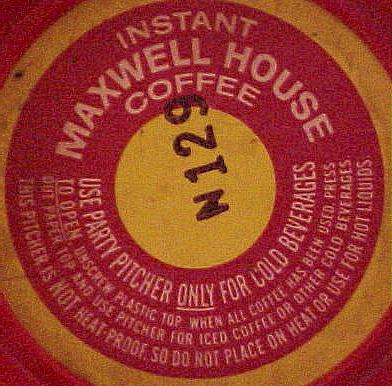 INSTANT
MAXWELL HOUSE
COFFEE
N129
USE PARTY PITCHER ONLY FOR COLD BEVERAGES
TO OPEN, UNSCREW PLASTIC TOP. WHEN ALL COFFEE HAS BEEN USED PRESS
OUT PAPER TOP AND USE PITCHER FOR ICED COFFEE OR OTHER COLD BEVERAGES
THIS PITCHER IS NOT HEAT-PROOF, SO DO NOT PLACE ON HEAT OR USE FOR HOT LIQUIDS